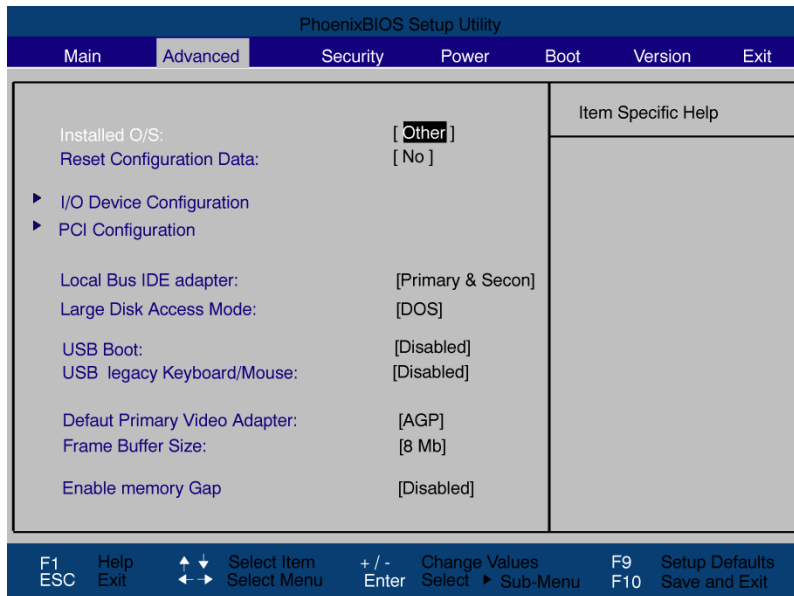 PhoenixBIOS Setup Utility
Main Advanced Security Power Boot Version Exit
Item Specific Help
Installed O/S: [ Other ]
Reset Configuration Data: [ No ]
I/O Device Configuration
PCI Configuration
Local Bus IDE adapter: [Primary & Secon]
Large Disk Access Mode: [DOS]
USB Boot: [Disabled]
USB legacy Keyboard/Mouse: [Disabled]
Defaut Primary Video Adapter: [AGP]
Frame Buffer Size: [8 Mb]
Enable memory Gap [Disabled]
F1 Help Select Item + / - Change Values F9 Setup Defaults
ESC Exit Select Menu Enter Select Sub-Menu F10 Save and Exit